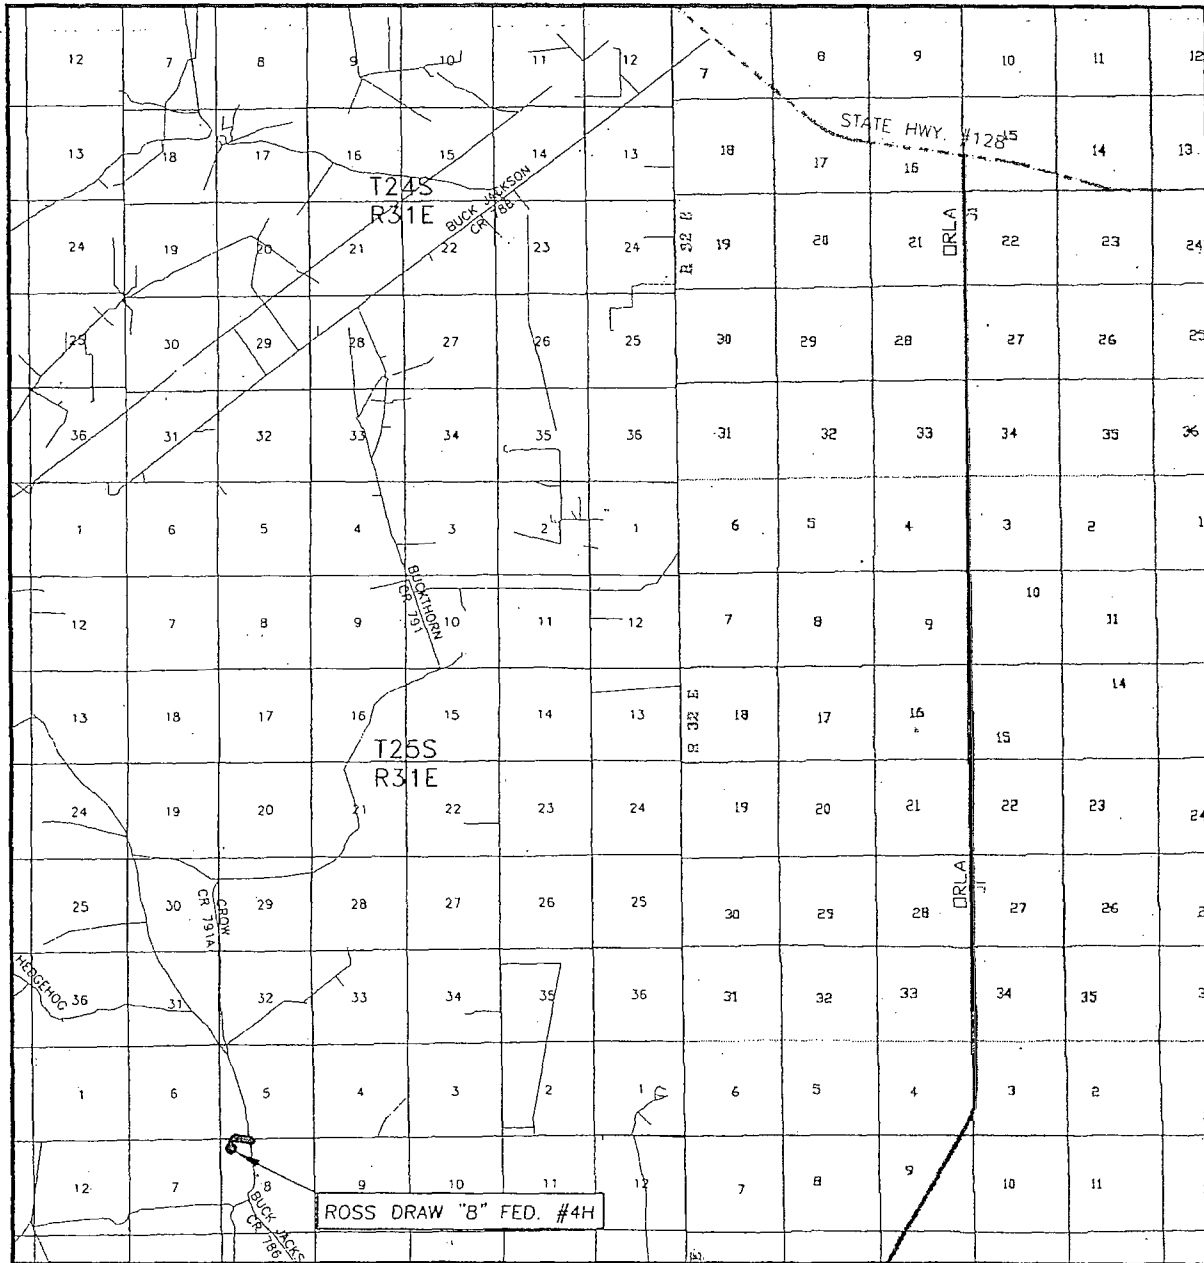 12 7 8 9 10 11 12 7 8 9 10 11 12
STATE HWY. #128
13 18 17 16 15 14 13 18 17 16 15 14 13
T24S
R31E
BUCK JACKSON
CR 786
R 32 E
ORLA
24 19 20 21 22 23 24 19 20 21 22 23 24
25 30 29 28 27 26 25 30 29 28 27 26 25
36 31 32 33 34 35 36 31 32 33 34 35 36
1 6 5 4 3 2 1 6 5 4 3 2 1
BUCKTHORN
CR 791
12 7 8 9 10 11 12 7 8 9 10 11
13 18 17 16 15 14 13 18 17 16 15 14
R 32 E
T25S
R31E
24 19 20 21 22 23 24 19 20 21 22 23 24
ORLA
CROW
CR 791A
25 30 29 28 27 26 25 30 29 28 27 26
HEDGEHOG
36 31 32 33 34 35 36 31 32 33 34 35
1 6 5 4 3 2 1 6 5 4 3 2
12 7 8 9 10 11 12 7 8 9 10 11
BUCK JACKS
CR 786
ROSS DRAW "8" FED. #4H